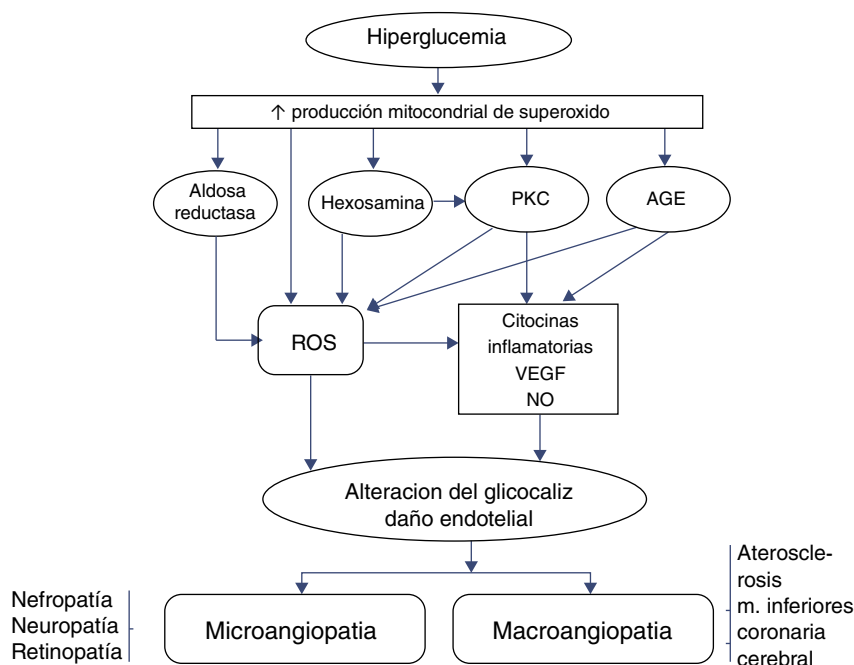 Hiperglucemia
↑ producción mitocondrial de superoxido
Aldosa
reductasa
Hexosamina
PKC
AGE
ROS
Citocinas
inflamatorias
VEGF
NO
Alteracion del glicocaliz
daño endotelial
Nefropatía
Neuropatía
Retinopatía
Microangiopatia
Macroangiopatia
Ateroscle-
rosis
m. inferiores
coronaria
cerebral